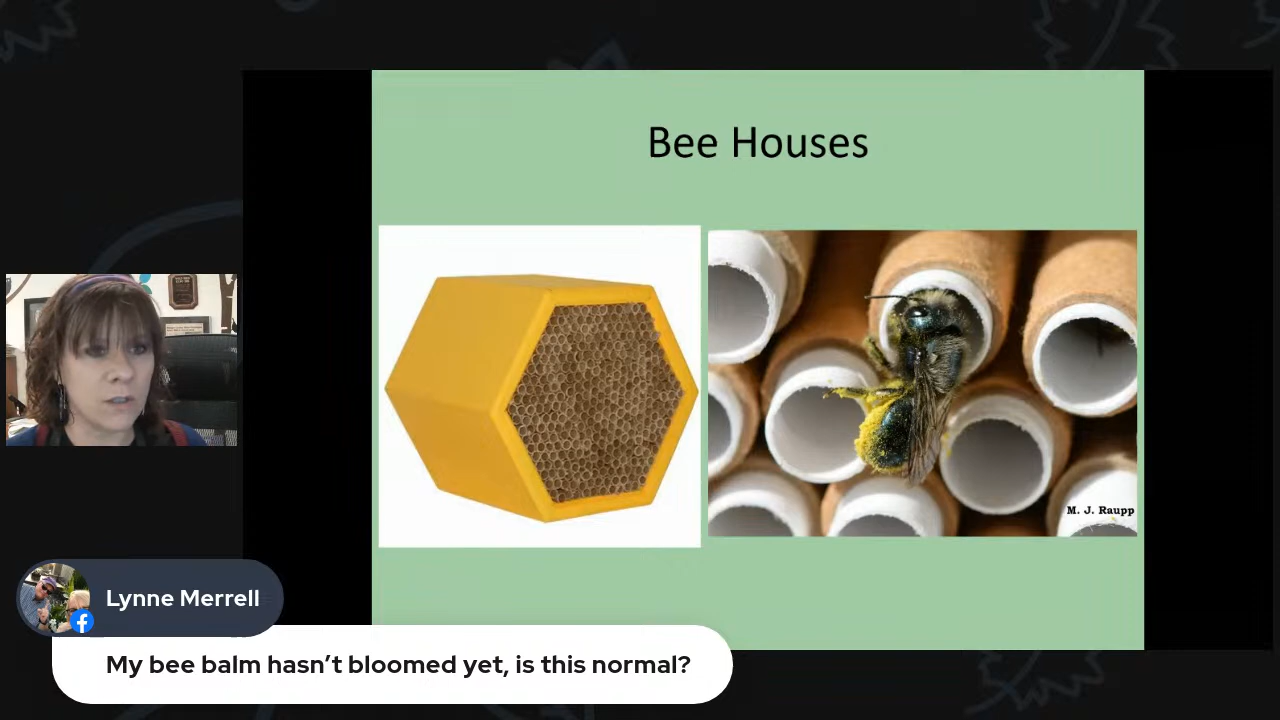 Bee Houses
M. J. Raupp
Lynne Merrell
My bee balm hasn’t bloomed yet, is this normal?